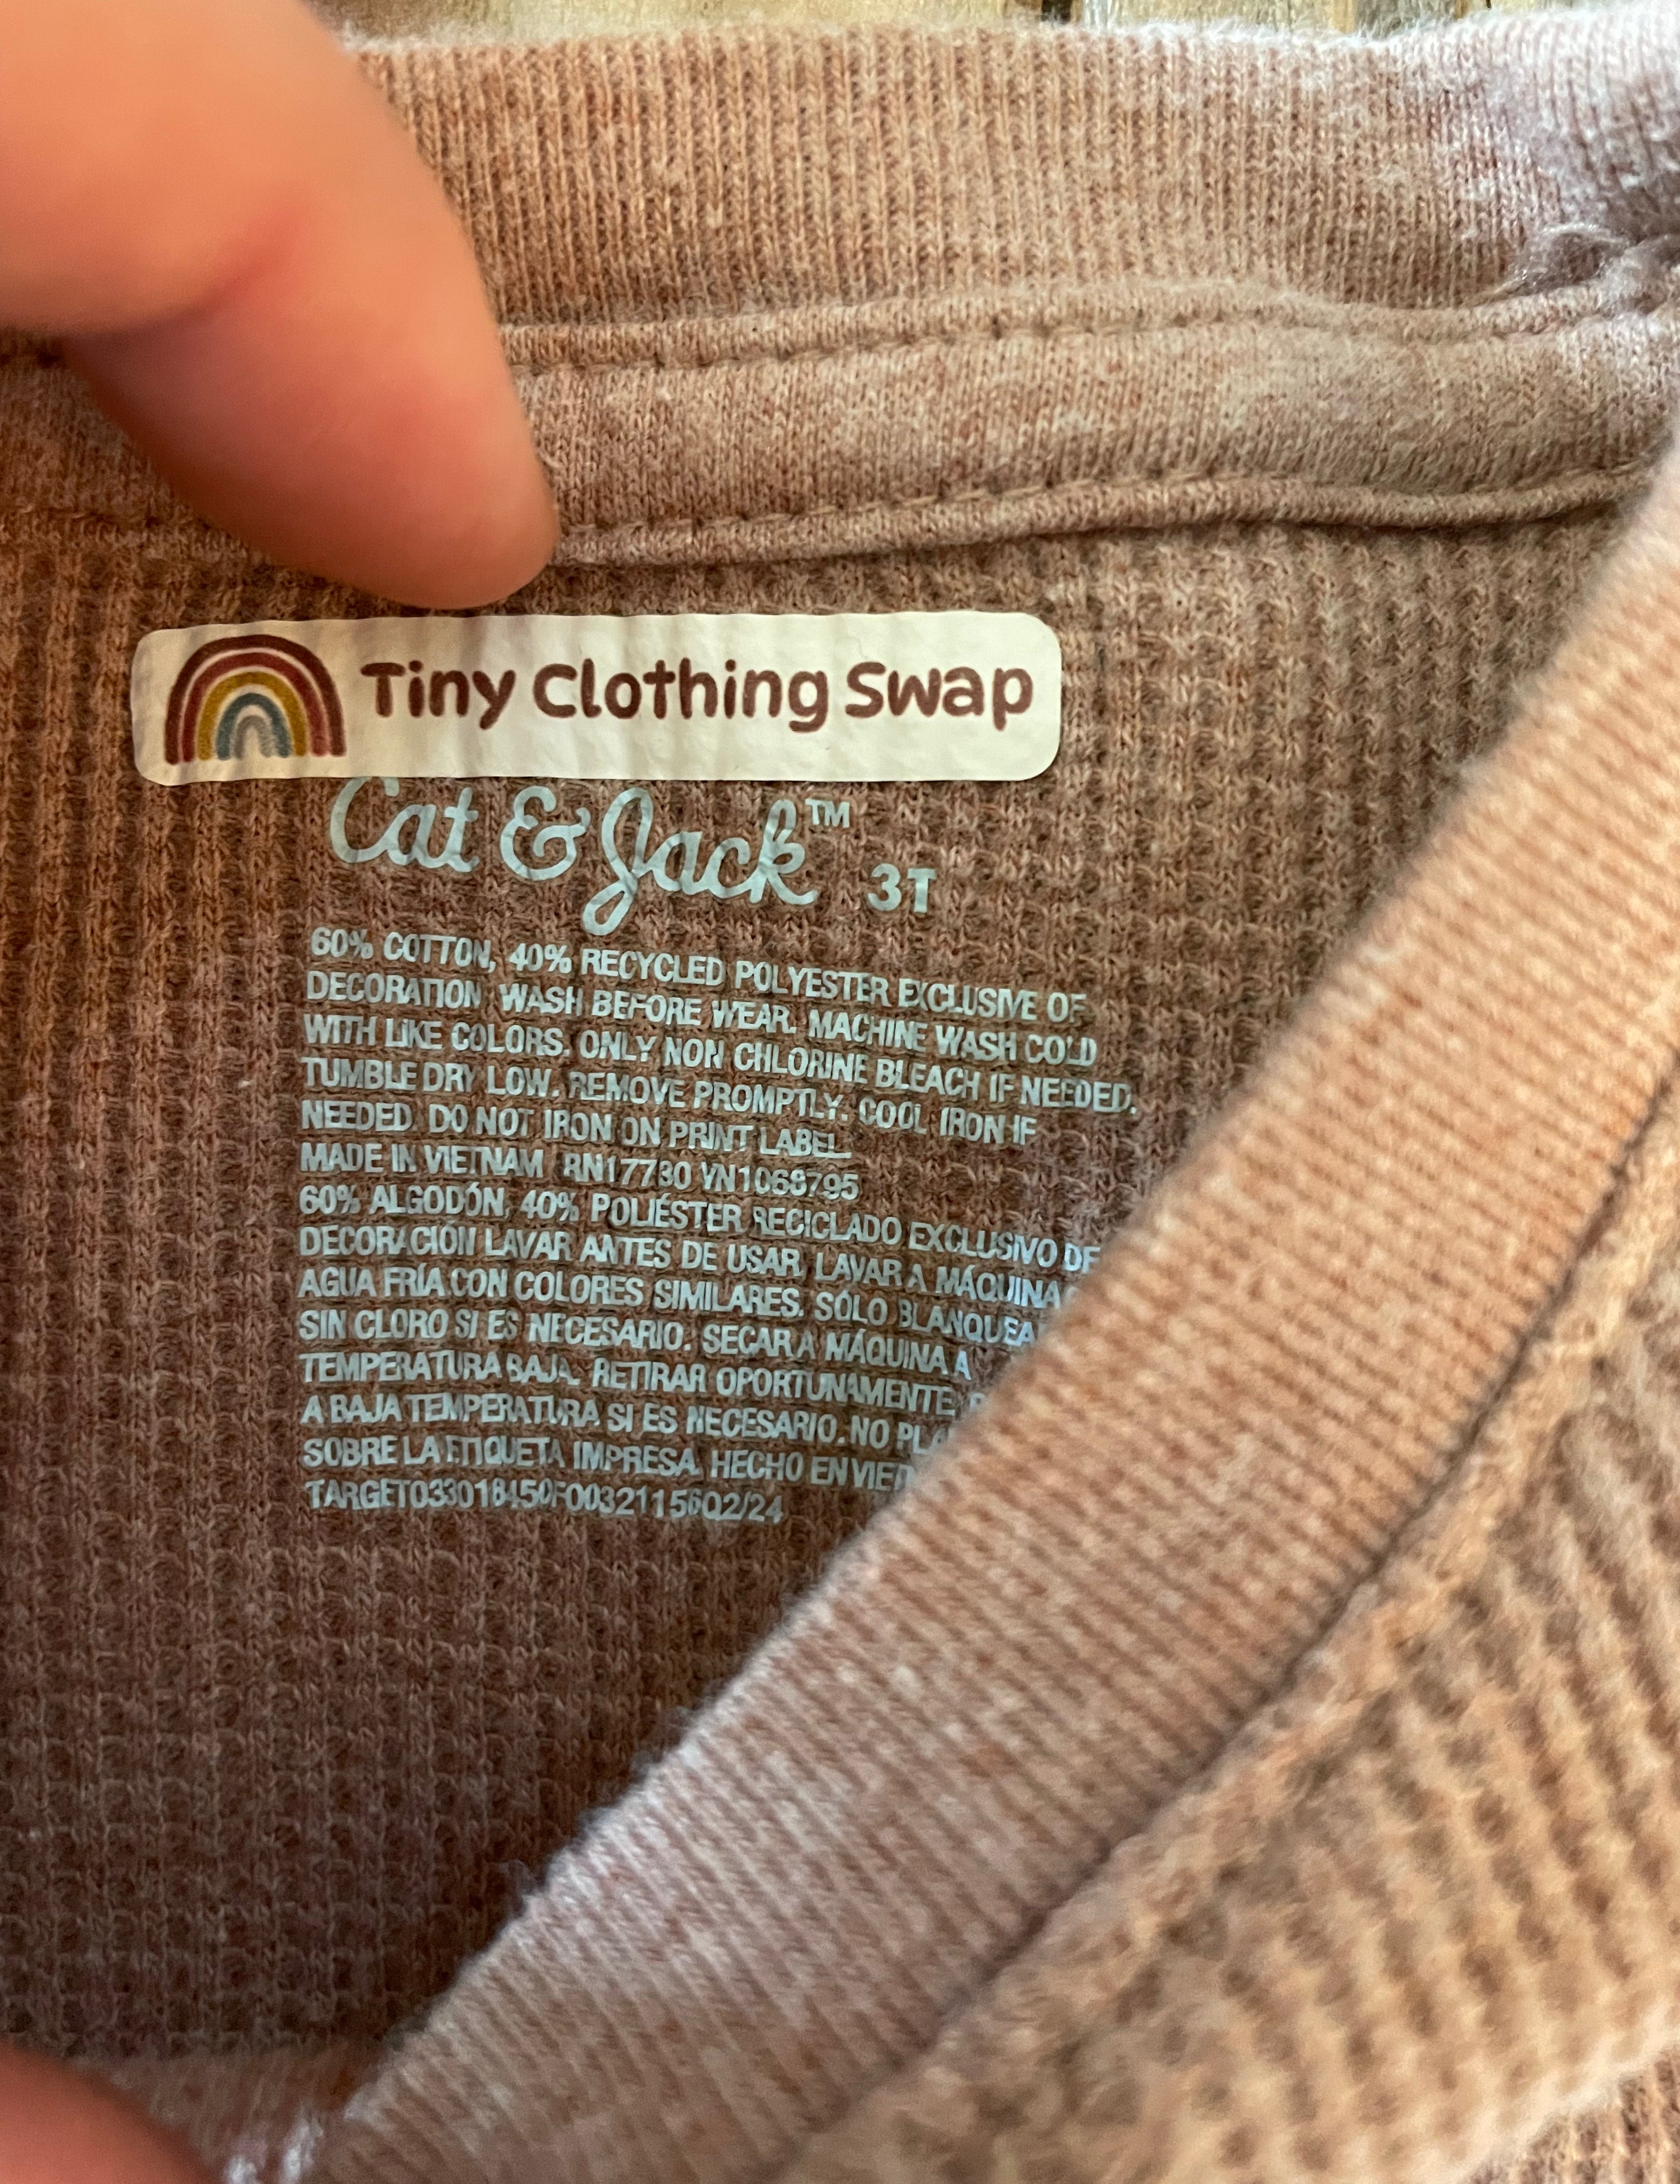 Tiny Clothing Swap
Cat & Jack™ 3T
60% COTTON, 40% RECYCLED POLYESTER EXCLUSIVE OF
DECORATION WASH BEFORE WEAR. MACHINE WASH COLD
WITH LIKE COLORS. ONLY NON CHLORINE BLEACH IF NEEDED.
TUMBLE DRY LOW. REMOVE PROMPTLY. COOL IRON IF
NEEDED. DO NOT IRON ON PRINT LABEL.
MADE IN VIETNAM RN17730 VN1068795
60% ALGODÓN, 40% POLIÉSTER RECICLADO EXCLUSIVO DE
DECORACIÓN LAVAR ANTES DE USAR. LAVAR A MÁQUINA
AGUA FRÍA CON COLORES SIMILARES. SÓLO BLANQUEA
SIN CLORO SI ES NECESARIO. SECAR A MÁQUINA A
TEMPERATURA BAJA. RETIRAR OPORTUNAMENTE.
A BAJA TEMPERATURA SI ES NECESARIO. NO PLA
SOBRE LA ETIQUETA IMPRESA. HECHO EN VIET
TARGET033018450F00321156Q2/24